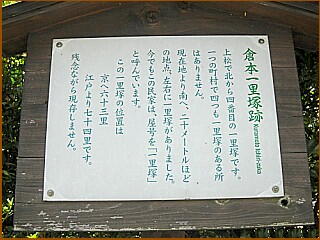 倉本一里塚跡
上松で北から四番目の一里塚です。
一つの町村で四つも一里塚のある所
はありません。
現在地より南へ、二十メートルほど
の地点、左右に一里塚がありました。
今でもこの民家は、屋号を「一里塚」
と呼んでいます。
この一里塚の位置は
京へ六十三里
江戸より七十四里です。
残念ながら現存しません。